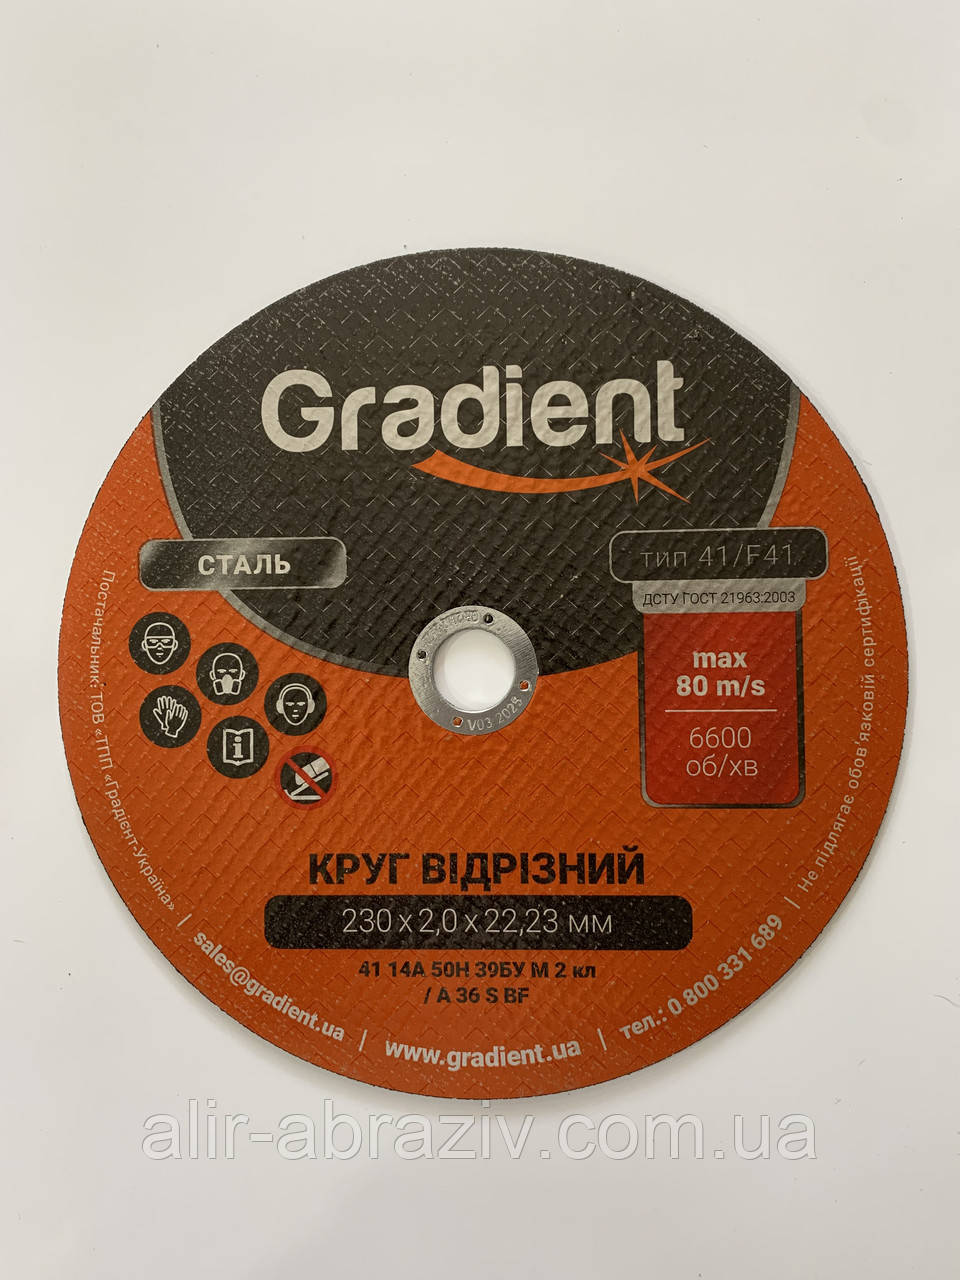 Gradient
СТАЛЬ
тип 41/F41
ДСТУ ГОСТ 21963:2003
max
80 m/s
6600
об/хв
V03 2025
КРУГ ВІДРІЗНИЙ
230 x 2,0 x 22,23 мм
41 14А 50Н 39БУ М 2 кл
/ A 36 S BF
Постачальник: ТОВ «ТПП «Градієнт-Україна» | sales@gradient.ua | www.gradient.ua | тел.: 0 800 331 689 | Не підлягає обов'язковій сертифікації
alir-abraziv.com.ua